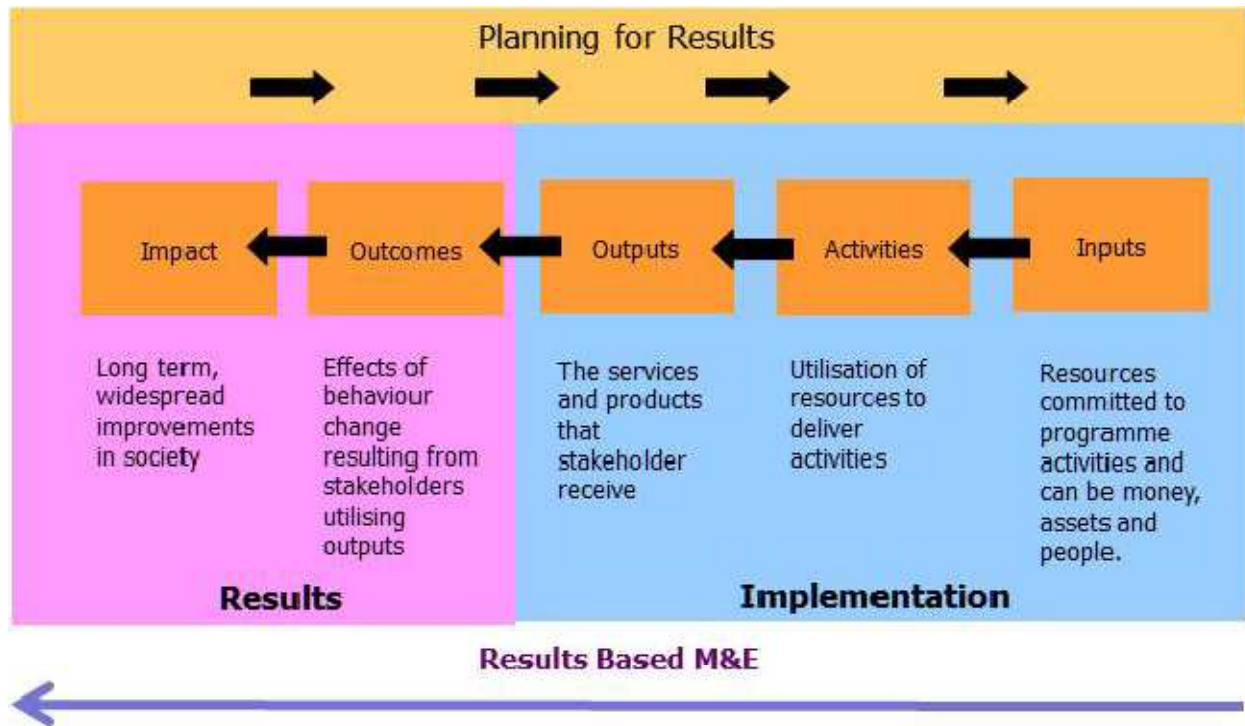 Planning for Results
Impact
Outcomes
Outputs
Activities
Inputs
Long term,
widespread
improvements
in society
Effects of
behaviour
change
resulting from
stakeholders
utilising
outputs
The services
and products
that
stakeholder
receive
Utilisation of
resources to
deliver
activities
Resources
committed to
programme
activities and
can be money,
assets and
people.
Results
Implementation
Results Based M&E